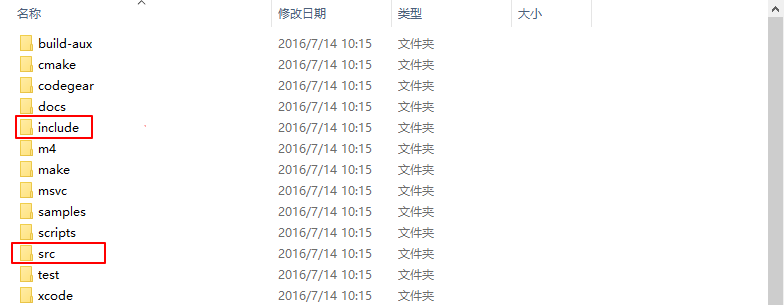 名称 修改日期 类型 大小
build-aux 2016/7/14 10:15 文件夹
cmake 2016/7/14 10:15 文件夹
codegear 2016/7/14 10:15 文件夹
docs 2016/7/14 10:15 文件夹
include 2016/7/14 10:15 文件夹
m4 2016/7/14 10:15 文件夹
make 2016/7/14 10:15 文件夹
msvc 2016/7/14 10:15 文件夹
samples 2016/7/14 10:15 文件夹
scripts 2016/7/14 10:15 文件夹
src 2016/7/14 10:15 文件夹
test 2016/7/14 10:15 文件夹
xcode 2016/7/14 10:15 文件夹